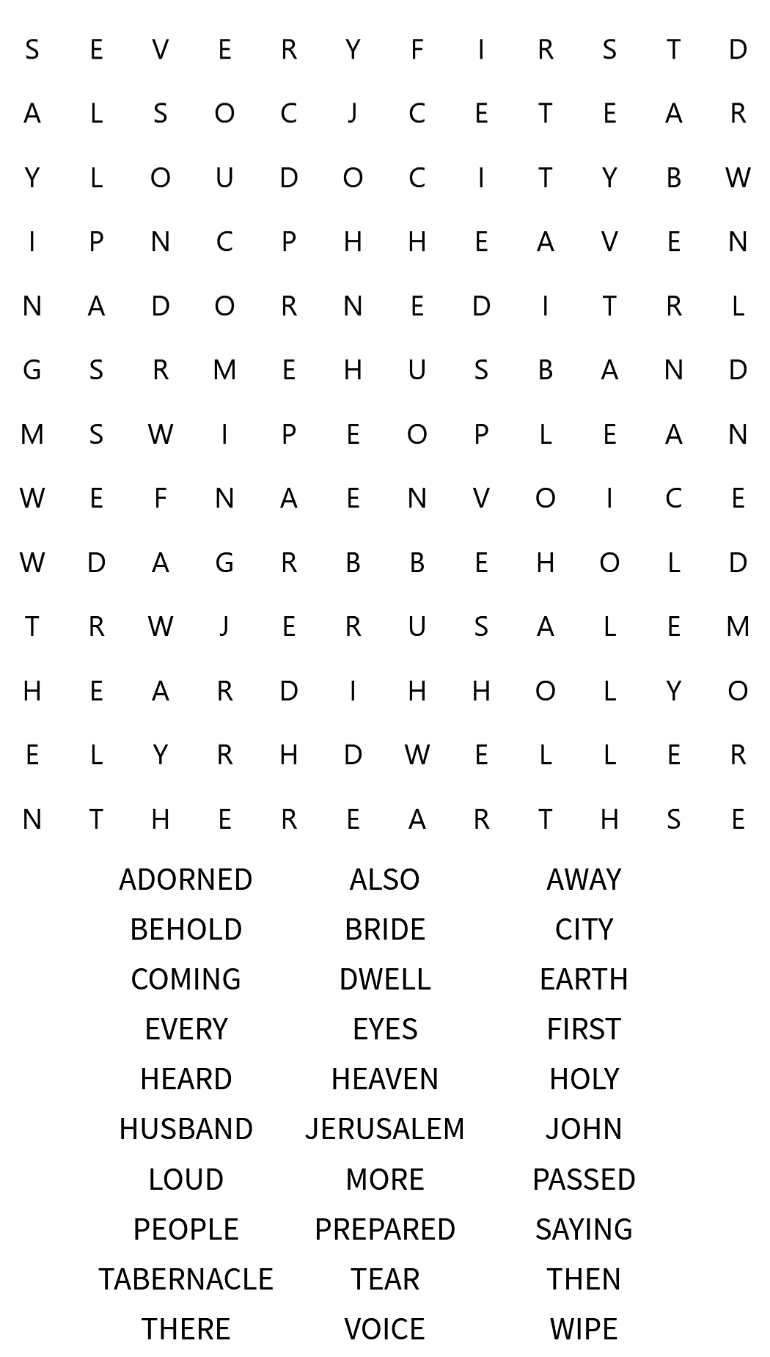 S E V E R Y F I R S T D
A L S O C J C E T E A R
Y L O U D O C I T Y B W
I P N C P H H E A V E N
N A D O R N E D I T R L
G S R M E H U S B A N D
M S W I P E O P L E A N
W E F N A E N V O I C E
W D A G R B B E H O L D
T R W J E R U S A L E M
H E A R D I H H O L Y O
E L Y R H D W E L L E R
N T H E R E A R T H S E
ADORNED ALSO AWAY
BEHOLD BRIDE CITY
COMING DWELL EARTH
EVERY EYES FIRST
HEARD HEAVEN HOLY
HUSBAND JERUSALEM JOHN
LOUD MORE PASSED
PEOPLE PREPARED SAYING
TABERNACLE TEAR THEN
THERE VOICE WIPE